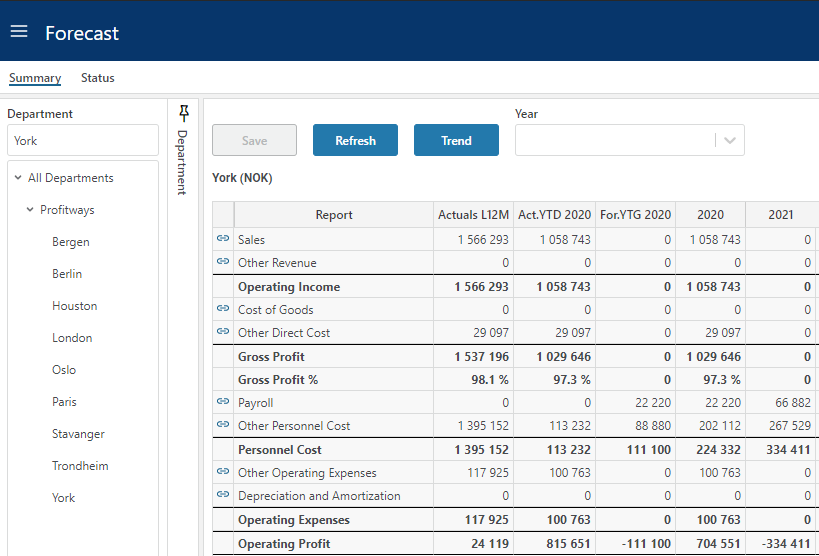 Forecast
Summary Status
Department
York
All Departments
Profitways
Bergen
Berlin
Houston
London
Oslo
Paris
Stavanger
Trondheim
York
Department
Save Refresh Trend
Year
York (NOK)
Report Actuals L12M Act.YTD 2020 For.YTG 2020 2020 2021
Sales 1 566 293 1 058 743 0 1 058 743 0
Other Revenue 0 0 0 0 0
Operating Income 1 566 293 1 058 743 0 1 058 743 0
Cost of Goods 0 0 0 0 0
Other Direct Cost 29 097 29 097 0 29 097 0
Gross Profit 1 537 196 1 029 646 0 1 029 646 0
Gross Profit % 98.1 % 97.3 % 0 97.3 % 0
Payroll 0 0 22 220 22 220 66 882
Other Personnel Cost 1 395 152 113 232 88 880 202 112 267 529
Personnel Cost 1 395 152 113 232 111 100 224 332 334 411
Other Operating Expenses 117 925 100 763 0 100 763 0
Depreciation and Amortization 0 0 0 0 0
Operating Expenses 117 925 100 763 0 100 763 0
Operating Profit 24 119 815 651 -111 100 704 551 -334 411